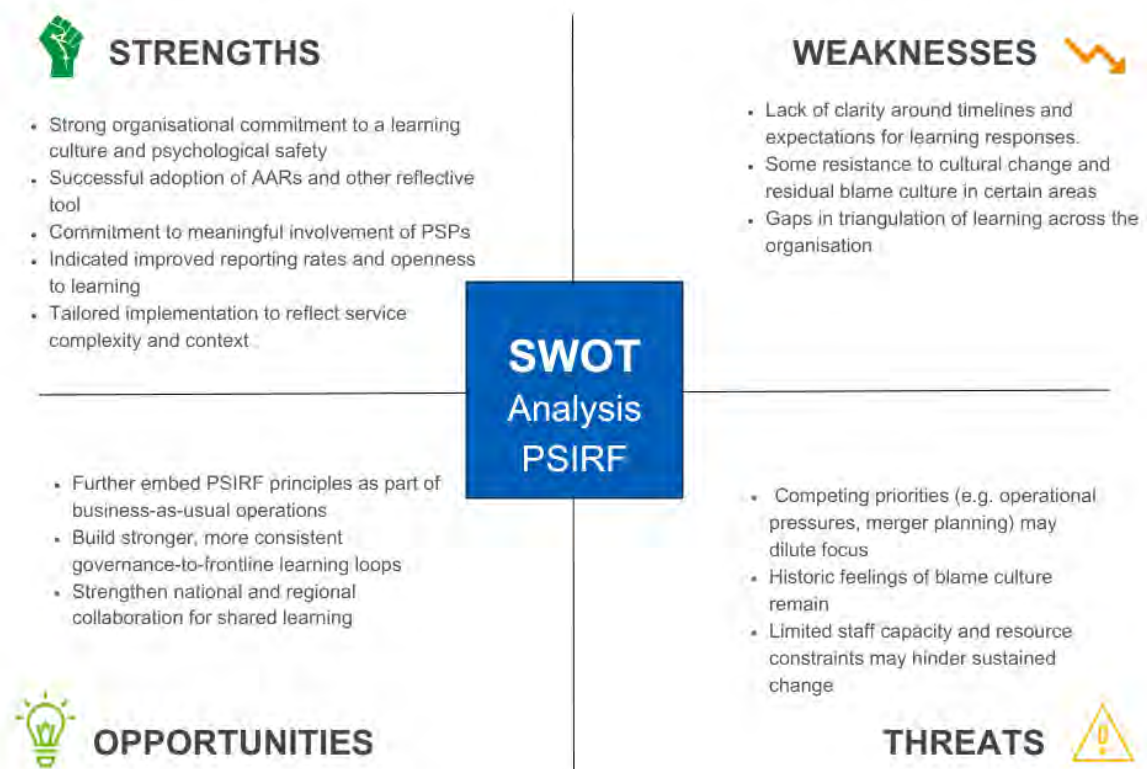 STRENGTHS
• Strong organisational commitment to a learning
culture and psychological safety
• Successful adoption of AARs and other reflective
tool
• Commitment to meaningful involvement of PSPs
• Indicated improved reporting rates and openness
to learning
• Tailored implementation to reflect service
complexity and context
WEAKNESSES
• Lack of clarity around timelines and
expectations for learning responses.
• Some resistance to cultural change and
residual blame culture in certain areas
• Gaps in triangulation of learning across the
organisation
SWOT
Analysis
PSIRF
• Further embed PSIRF principles as part of
business-as-usual operations
• Build stronger, more consistent
governance-to-frontline learning loops
• Strengthen national and regional
collaboration for shared learning
OPPORTUNITIES
• Competing priorities (e.g. operational
pressures, merger planning) may
dilute focus
• Historic feelings of blame culture
remain
• Limited staff capacity and resource
constraints may hinder sustained
change
THREATS